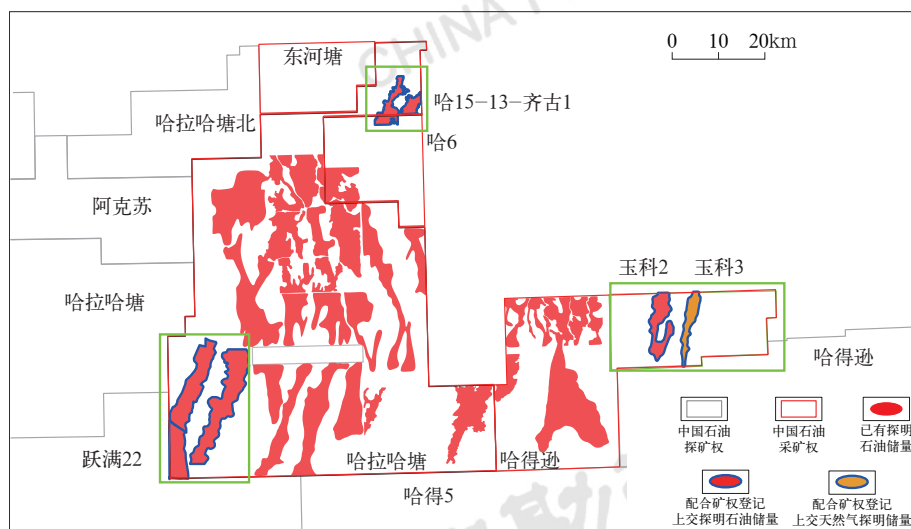 CHINA
东河塘
0 10 20km
哈15-13-齐古1
哈拉哈塘北
哈6
阿克苏
玉科2 玉科3
哈拉哈塘
哈得逊
跃满22
哈拉哈塘
哈得逊
哈得5
中国石油
探矿权
中国石油
采矿权
已有探明
石油储量
配合矿权登记
上交探明石油储量
配合矿权登记
上交天然气探明储量